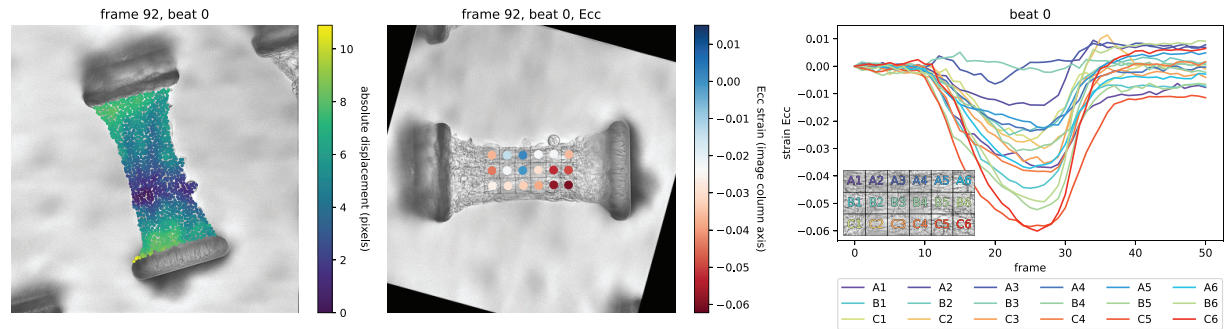 frame 92, beat 0
10
8
6
4
2
0
absolute displacement (pixels)
frame 92, beat 0, Ecc
0.01
0.00
−0.01
−0.02
−0.03
−0.04
−0.05
−0.06
Ecc strain (image column axis)
beat 0
0.01
0.00
−0.01
−0.02
−0.03
−0.04
−0.05
−0.06
strain Ecc
A1 A2 A3 A4 A5 A6
B1 B2 B3 B4 B5 B6
C1 C2 C3 C4 C5 C6
0 10 20 30 40 50
frame
A1 A2 A3 A4 A5 A6
B1 B2 B3 B4 B5 B6
C1 C2 C3 C4 C5 C6